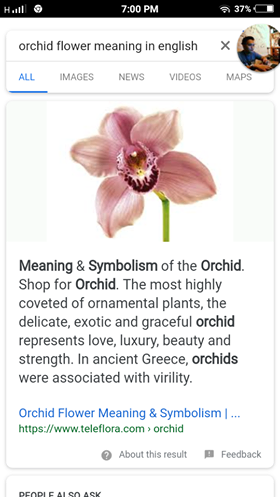 H
7:00 PM
37%
orchid flower meaning in english
ALL IMAGES NEWS VIDEOS MAPS
Meaning & Symbolism of the Orchid.
Shop for Orchid. The most highly
coveted of ornamental plants, the
delicate, exotic and graceful orchid
represents love, luxury, beauty and
strength. In ancient Greece, orchids
were associated with virility.
Orchid Flower Meaning & Symbolism | ...
https://www.teleflora.com › orchid
About this result Feedback
PEOPLE ALSO ASK